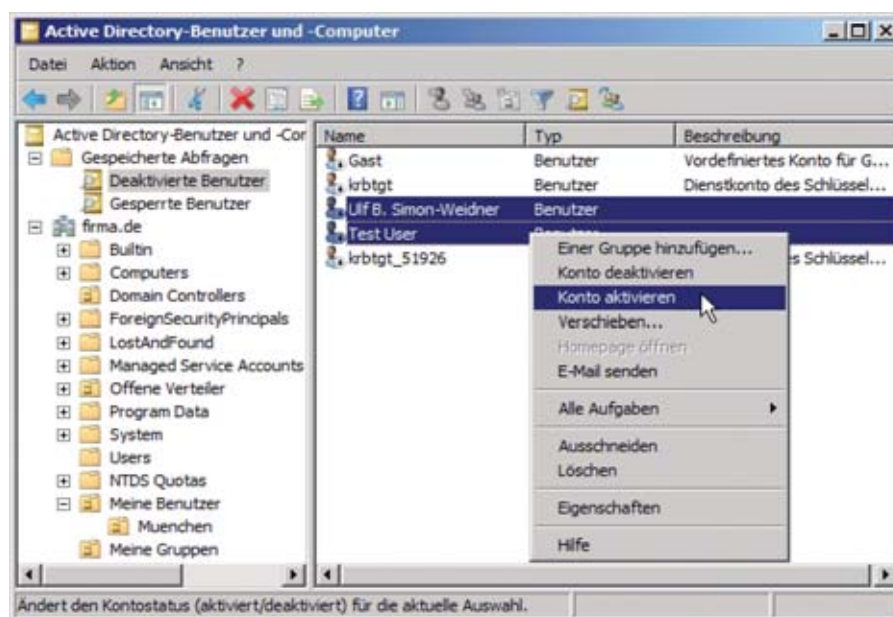 Active Directory-Benutzer und -Computer
Datei Aktion Ansicht ?
Active Directory-Benutzer und -Com
Gespeicherte Abfragen
Deaktivierte Benutzer
Gesperrte Benutzer
firma.de
Builtin
Computers
Domain Controllers
ForeignSecurityPrincipals
LostAndFound
Managed Service Accounts
Offene Verteiler
Program Data
System
Users
NTDS Quotas
Meine Benutzer
Muenchen
Meine Gruppen
Name Typ Beschreibung
Gast Benutzer Vordefiniertes Konto für G...
krbtgt Benutzer Dienstkonto des Schlüssel...
Ulf B. Simon-Weidner Benutzer
Test User
krbtgt_51926 s Schlüssel...
Einer Gruppe hinzufügen...
Konto deaktivieren
Konto aktivieren
Verschieben...
Homepage öffnen
E-Mail senden
Alle Aufgaben
Ausschneiden
Löschen
Eigenschaften
Hilfe
Ändert den Kontostatus (aktiviert/deaktiviert) für die aktuelle Auswahl.